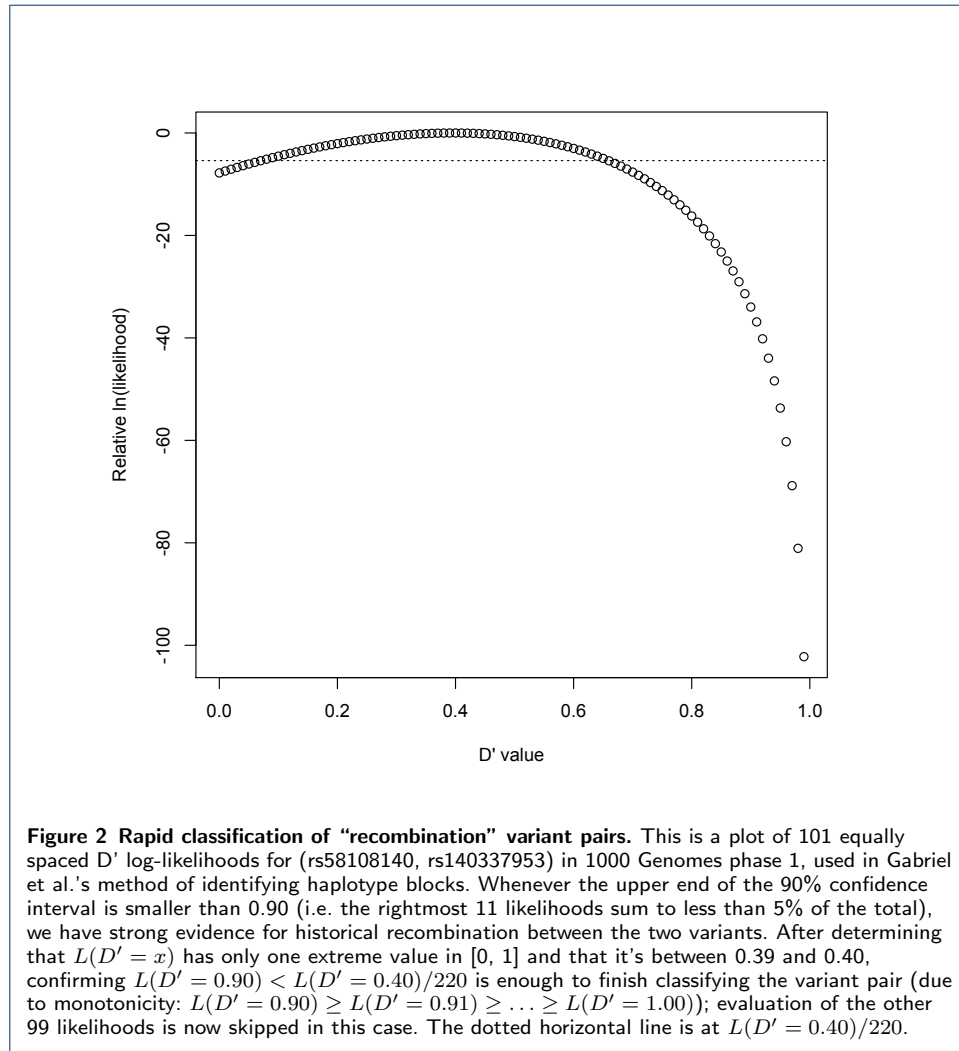 0
-20
-40
-60
-80
-100
Relative ln(likelihood)
0.0 0.2 0.4 0.6 0.8 1.0
D' value
Figure 2 Rapid classification of “recombination” variant pairs. This is a plot of 101 equally
spaced D’ log-likelihoods for (rs58108140, rs140337953) in 1000 Genomes phase 1, used in Gabriel
et al.’s method of identifying haplotype blocks. Whenever the upper end of the 90% confidence
interval is smaller than 0.90 (i.e. the rightmost 11 likelihoods sum to less than 5% of the total),
we have strong evidence for historical recombination between the two variants. After determining
that L(D′ = x) has only one extreme value in [0, 1] and that it’s between 0.39 and 0.40,
confirming L(D′ = 0.90) < L(D′ = 0.40)/220 is enough to finish classifying the variant pair (due
to monotonicity: L(D′ = 0.90) ≥ L(D′ = 0.91) ≥ . . . ≥ L(D′ = 1.00)); evaluation of the other
99 likelihoods is now skipped in this case. The dotted horizontal line is at L(D′ = 0.40)/220.